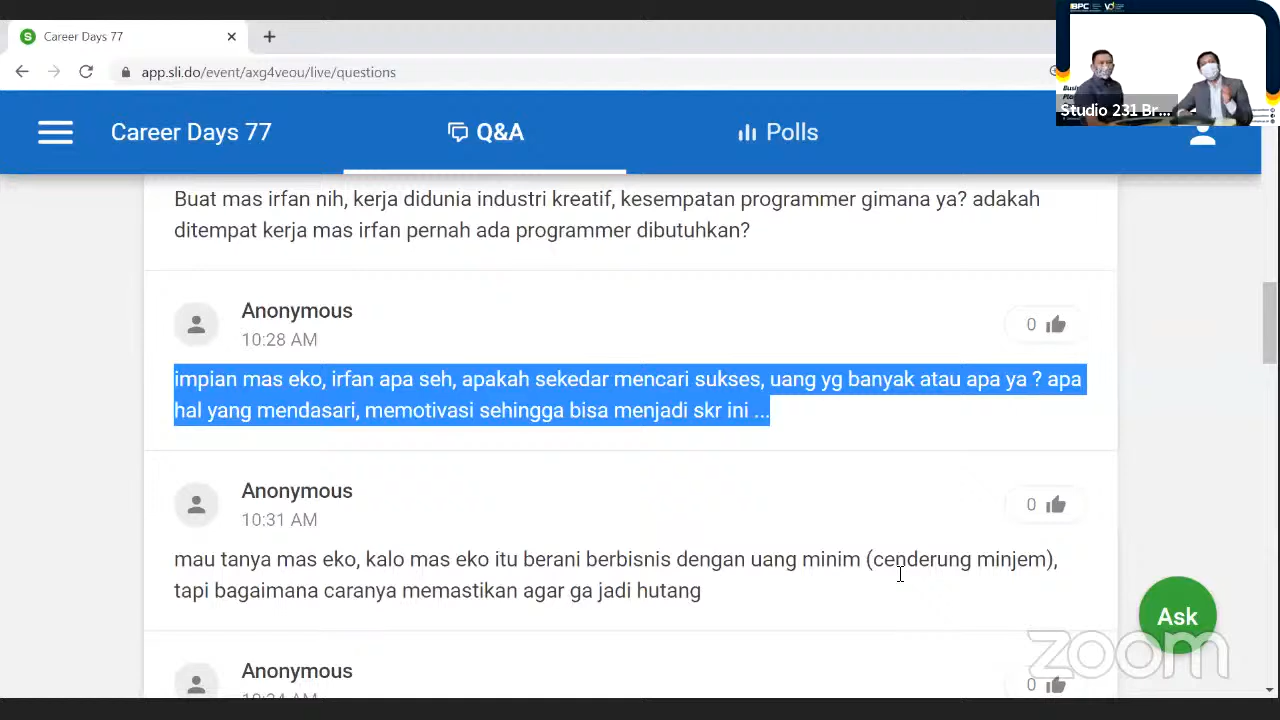 Career Days 77
app.sli.do/event/axg4veou/live/questions
BPC
Studio 231 Br...
Career Days 77
Q&A
Polls
Buat mas irfan nih, kerja didunia industri kreatif, kesempatan programmer gimana ya? adakah
ditempat kerja mas irfan pernah ada programmer dibutuhkan?
Anonymous
0
10:28 AM
impian mas eko, irfan apa seh, apakah sekedar mencari sukses, uang yg banyak atau apa ya ? apa
hal yang mendasari, memotivasi sehingga bisa menjadi skr ini ...
Anonymous
0
10:31 AM
mau tanya mas eko, kalo mas eko itu berani berbisnis dengan uang minim (cenderung minjem),
tapi bagaimana caranya memastikan agar ga jadi hutang
Ask
zoom
Anonymous
0